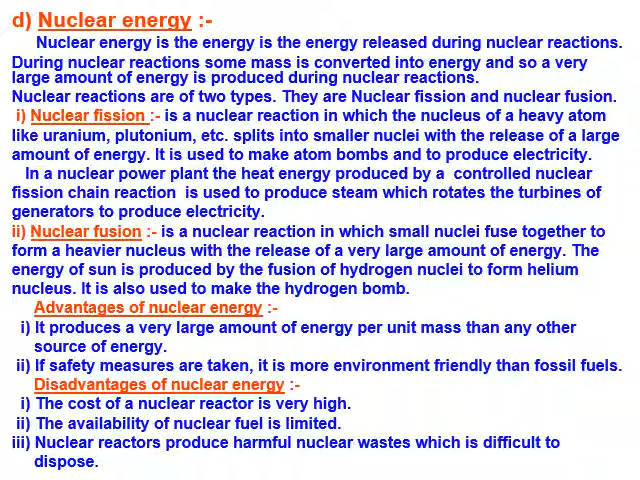 d) Nuclear energy :-
Nuclear energy is the energy is the energy released during nuclear reactions.
During nuclear reactions some mass is converted into energy and so a very
large amount of energy is produced during nuclear reactions.
Nuclear reactions are of two types. They are Nuclear fission and nuclear fusion.
i) Nuclear fission :- is a nuclear reaction in which the nucleus of a heavy atom
like uranium, plutonium, etc. splits into smaller nuclei with the release of a large
amount of energy. It is used to make atom bombs and to produce electricity.
In a nuclear power plant the heat energy produced by a controlled nuclear
fission chain reaction is used to produce steam which rotates the turbines of
generators to produce electricity.
ii) Nuclear fusion :- is a nuclear reaction in which small nuclei fuse together to
form a heavier nucleus with the release of a very large amount of energy. The
energy of sun is produced by the fusion of hydrogen nuclei to form helium
nucleus. It is also used to make the hydrogen bomb.
Advantages of nuclear energy :-
i) It produces a very large amount of energy per unit mass than any other
source of energy.
ii) If safety measures are taken, it is more environment friendly than fossil fuels.
Disadvantages of nuclear energy :-
i) The cost of a nuclear reactor is very high.
ii) The availability of nuclear fuel is limited.
iii) Nuclear reactors produce harmful nuclear wastes which is difficult to
dispose.